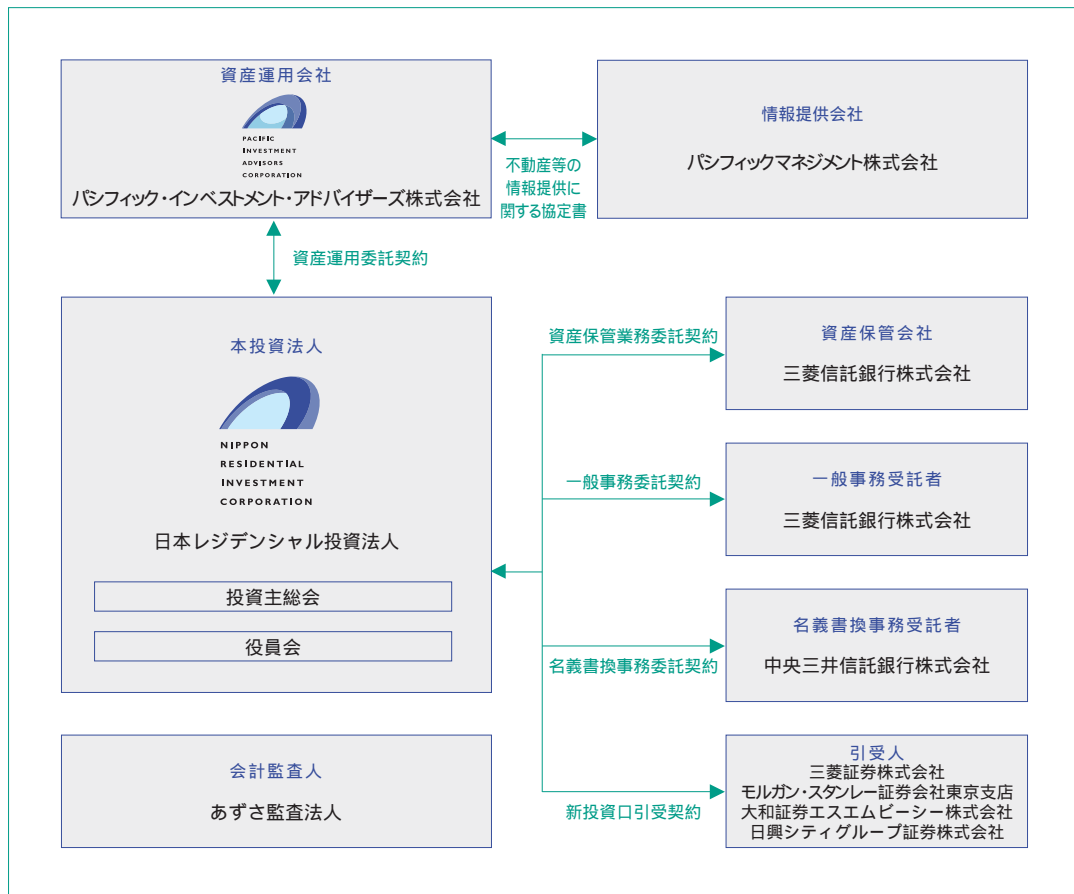 資産運用会社
PACIFIC
INVESTMENT
ADVISORS
CORPORATION
パシフィック・インベストメント・アドバイザーズ株式会社
不動産等の
情報提供に
関する協定書
情報提供会社
パシフィックマネジメント株式会社
資産運用委託契約
本投資法人
NIPPON
RESIDENTIAL
INVESTMENT
CORPORATION
日本レジデンシャル投資法人
投資主総会
役員会
資産保管業務委託契約
資産保管会社
三菱信託銀行株式会社
一般事務委託契約
一般事務受託者
三菱信託銀行株式会社
名義書換事務委託契約
名義書換事務受託者
中央三井信託銀行株式会社
会計監査人
あずさ監査法人
新投資口引受契約
引受人
三菱証券株式会社
モルガン・スタンレー証券会社東京支店
大和証券エスエムビーシー株式会社
日興シティグループ証券株式会社